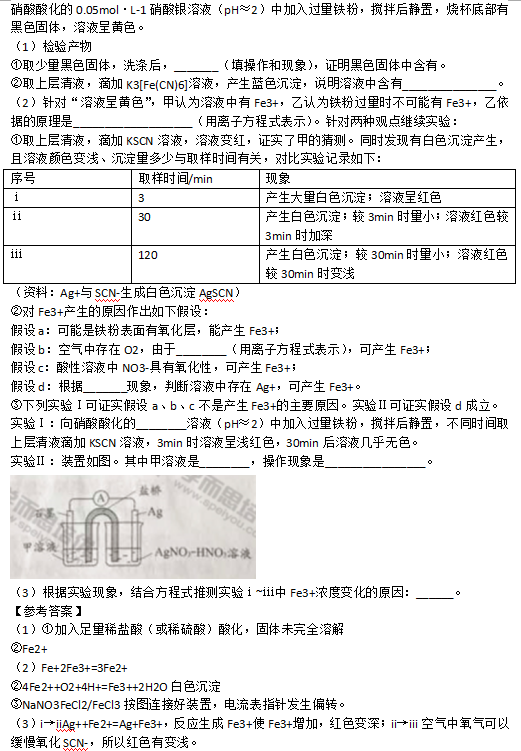 硝酸酸化的 0.05mol·L-1 硝酸银溶液（pH≈2）中加入过量铁粉，搅拌后静置，烧杯底部有
黑色固体，溶液呈黄色。
（1）检验产物
①取少量黑色固体，洗涤后，_______（填操作和现象），证明黑色固体中含有。
②取上层清液，滴加 K3[Fe(CN)6]溶液，产生蓝色沉淀，说明溶液中含有_______________。
（2）针对“溶液呈黄色”，甲认为溶液中有 Fe3+，乙认为铁粉过量时不可能有 Fe3+，乙依
据的原理是___________________（用离子方程式表示）。针对两种观点继续实验：
①取上层清液，滴加 KSCN 溶液，溶液变红，证实了甲的猜测。同时发现有白色沉淀产生，
且溶液颜色变浅、沉淀量多少与取样时间有关，对比实验记录如下：
序号 取样时间/min 现象
ⅰ 3 产生大量白色沉淀；溶液呈红色
ⅱ 30 产生白色沉淀；较 3min 时量小；溶液红色较
3min 时加深
ⅲ 120 产生白色沉淀；较 30min 时量小；溶液红色
较 30min 时变浅
（资料：Ag+与 SCN-生成白色沉淀 AgSCN）
②对 Fe3+产生的原因作出如下假设：
假设 a：可能是铁粉表面有氧化层，能产生 Fe3+；
假设 b：空气中存在 O2，由于________（用离子方程式表示），可产生 Fe3+；
假设 c：酸性溶液中 NO3-具有氧化性，可产生 Fe3+；
假设 d：根据_______现象，判断溶液中存在 Ag+，可产生 Fe3+。
③下列实验Ⅰ可证实假设 a、b、c 不是产生 Fe3+的主要原因。实验Ⅱ可证实假设 d 成立。
实验Ⅰ：向硝酸酸化的________溶液（pH≈2）中加入过量铁粉，搅拌后静置，不同时间取
上层清液滴加 KSCN 溶液，3min 时溶液呈浅红色，30min 后溶液几乎无色。
实验Ⅱ：装置如图。其中甲溶液是________，操作现象是________________。
盐桥
A
石墨
Ag
甲溶液
AgNO3-HNO3溶液
www.speiyou.com
（3）根据实验现象，结合方程式推测实验ⅰ~ⅲ中 Fe3+浓度变化的原因：______。
【参考答案】
（1）①加入足量稀盐酸（或稀硫酸）酸化，固体未完全溶解
②Fe2+
（2）Fe+2Fe3+=3Fe2+
②4Fe2++O2+4H+=Fe3++2H2O 白色沉淀
③NaNO3FeCl2/FeCl3 按图连接好装置，电流表指针发生偏转。
（3）i→iiAg++Fe2+=Ag+Fe3+，反应生成 Fe3+使 Fe3+增加，红色变深；ii→iii 空气中氧气可以
缓慢氧化 SCN-，所以红色有变浅。